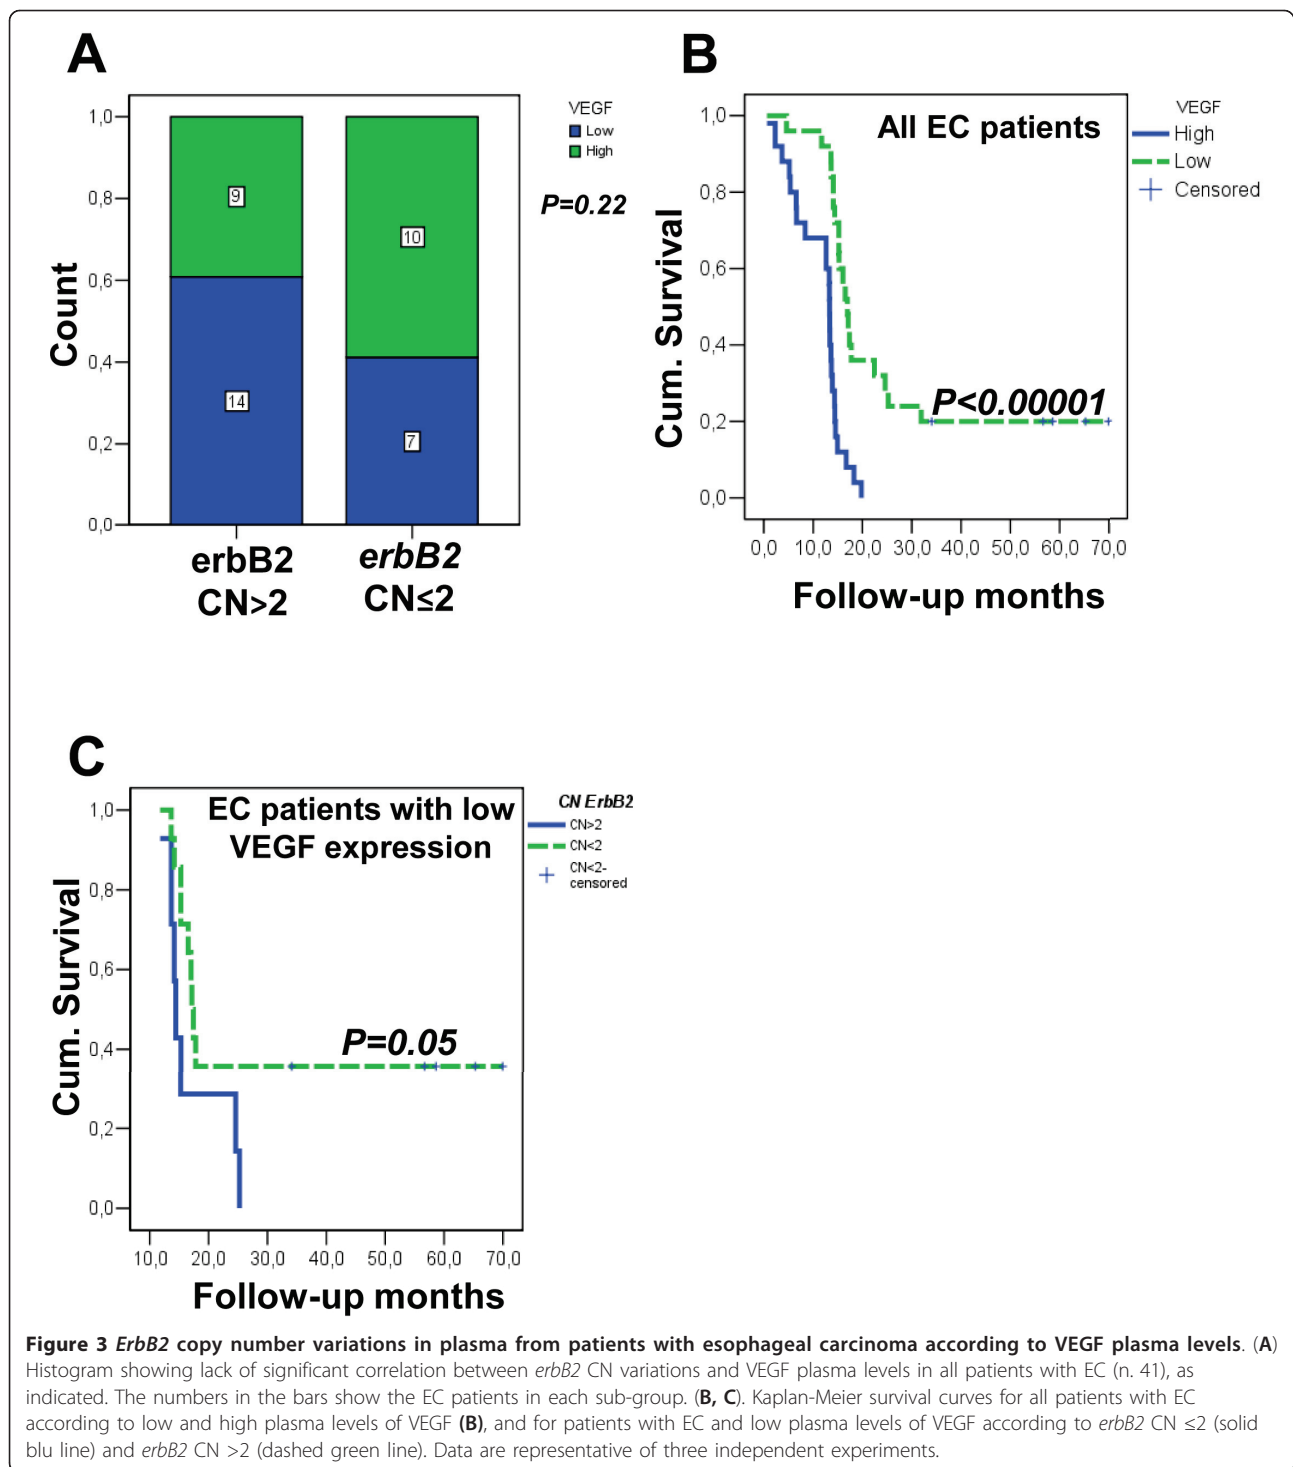 A
1,0
0,8
0,6
0,4
0,2
0,0
Count
9
14
10
7
erbB2
CN>2
erbB2
CN≤2
VEGF
Low
High
P=0.22
B
All EC patients
1,0
0,8
0,6
0,4
0,2
0,0
Cum. Survival
P<0.00001
0,0 10,0 20,0 30,0 40,0 50,0 60,0 70,0
Follow-up months
VEGF
High
Low
Censored
C
EC patients with low
VEGF expression
1,0
0,8
0,6
0,4
0,2
0,0
Cum. Survival
P=0.05
10,0 20,0 30,0 40,0 50,0 60,0 70,0
Follow-up months
CN ErbB2
CN>2
CN<2
CN<2-
censored
Figure 3 ErbB2 copy number variations in plasma from patients with esophageal carcinoma according to VEGF plasma levels. (A)
Histogram showing lack of significant correlation between erbB2 CN variations and VEGF plasma levels in all patients with EC (n. 41), as
indicated. The numbers in the bars show the EC patients in each sub-group. (B, C). Kaplan-Meier survival curves for all patients with EC
according to low and high plasma levels of VEGF (B), and for patients with EC and low plasma levels of VEGF according to erbB2 CN ≤2 (solid
blu line) and erbB2 CN >2 (dashed green line). Data are representative of three independent experiments.